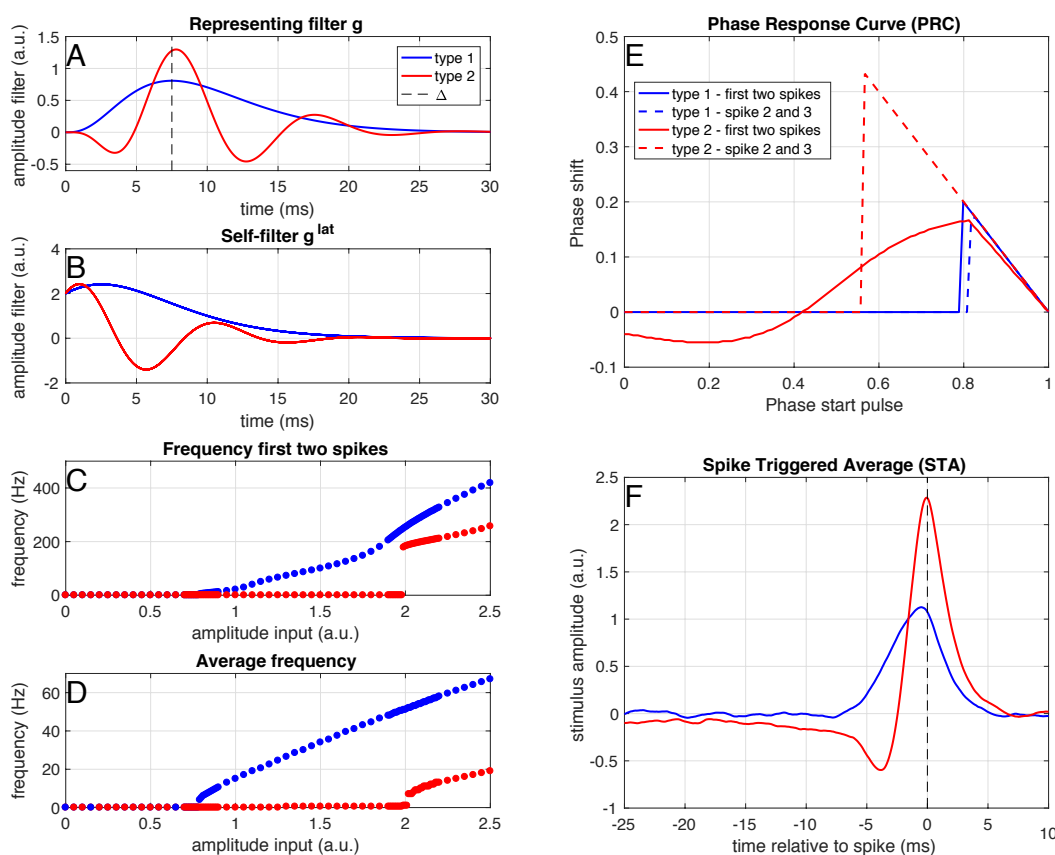 Representing filter g
A
amplitude filter (a.u.)
1.5
1
0.5
0
-0.5
type 1
type 2
Δ
0 5 10 15 20 25 30
time (ms)
Self-filter g^lat
B
amplitude filter (a.u.)
4
2
0
-2
0 5 10 15 20 25 30
time (ms)
Frequency first two spikes
C
frequency (Hz)
400
200
0
0 0.5 1 1.5 2 2.5
amplitude input (a.u.)
Average frequency
D
frequency (Hz)
60
40
20
0
0 0.5 1 1.5 2 2.5
amplitude input (a.u.)
Phase Response Curve (PRC)
E
Phase shift
0.5
0.4
0.3
0.2
0.1
0
-0.1
type 1 - first two spikes
type 1 - spike 2 and 3
type 2 - first two spikes
type 2 - spike 2 and 3
0 0.2 0.4 0.6 0.8 1
Phase start pulse
Spike Triggered Average (STA)
F
stimulus amplitude (a.u.)
2.5
2
1.5
1
0.5
0
-0.5
-1
-25 -20 -15 -10 -5 0 5 10
time relative to spike (ms)